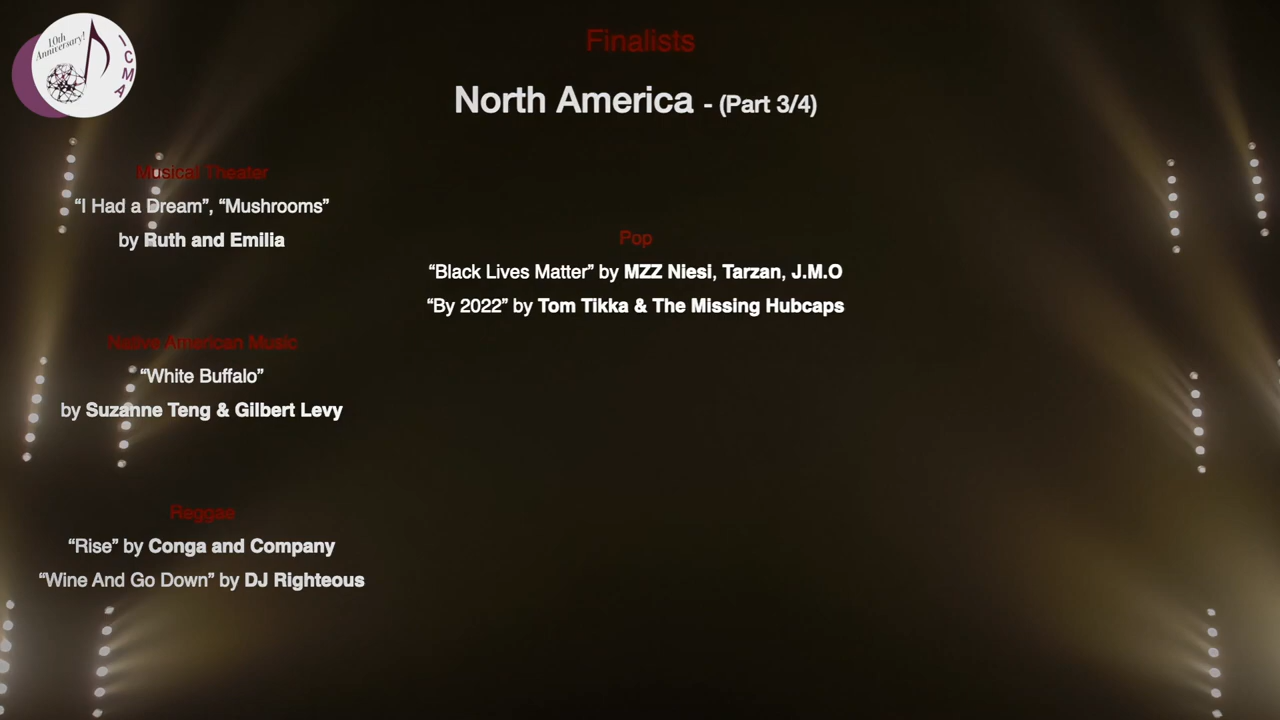 10th
Anniversary!
ICMA
Finalists
North America - (Part 3/4)
Musical Theater
“I Had a Dream”, “Mushrooms”
by Ruth and Emilia
Native American Music
“White Buffalo”
by Suzanne Teng & Gilbert Levy
Reggae
“Rise” by Conga and Company
“Wine And Go Down” by DJ Righteous
Pop
“Black Lives Matter” by MZZ Niesi, Tarzan, J.M.O
“By 2022” by Tom Tikka & The Missing Hubcaps